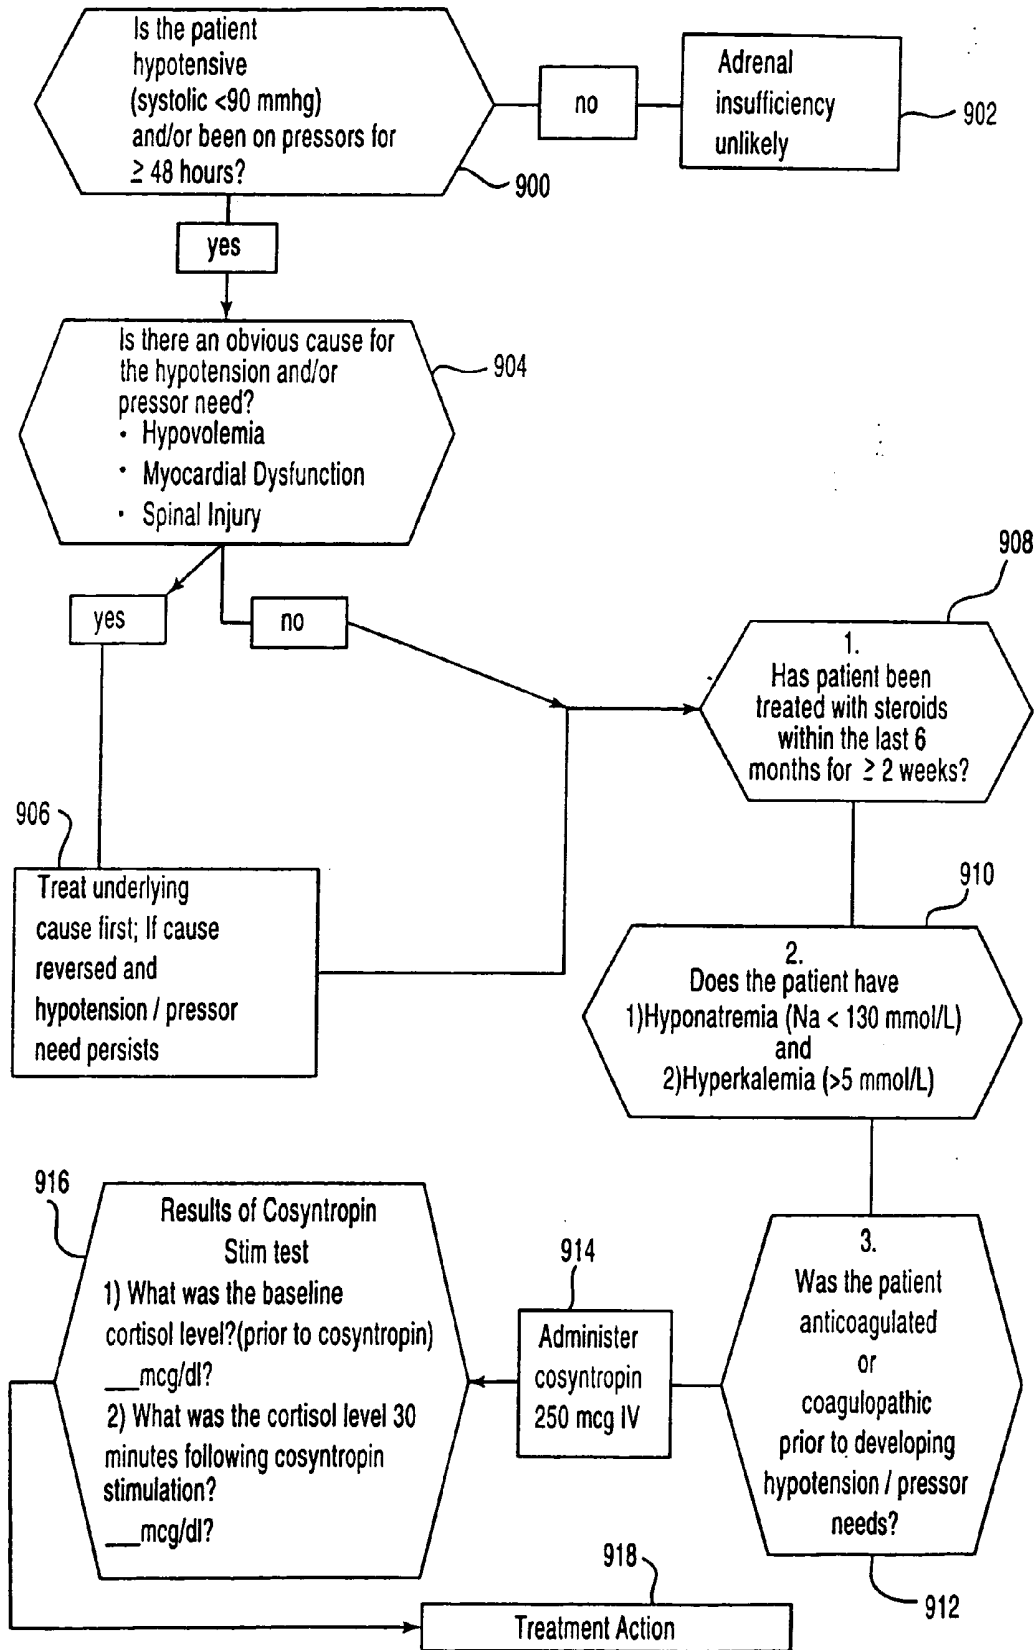 Is the patient
hypotensive
(systolic <90 mmhg)
and/or been on pressors for
≥ 48 hours?
900
no
Adrenal
insufficiency
unlikely
902
yes
Is there an obvious cause for
the hypotension and/or
pressor need?
· Hypovolemia
· Myocardial Dysfunction
· Spinal Injury
904
yes
no
906
Treat underlying
cause first; If cause
reversed and
hypotension / pressor
need persists
908
1.
Has patient been
treated with steroids
within the last 6
months for ≥ 2 weeks?
910
2.
Does the patient have
1)Hyponatremia (Na < 130 mmol/L)
and
2)Hyperkalemia (>5 mmol/L)
3.
Was the patient
anticoagulated
or
coagulopathic
prior to developing
hypotension / pressor
needs?
912
914
Administer
cosyntropin
250 mcg IV
916
Results of Cosyntropin
Stim test
1) What was the baseline
cortisol level?(prior to cosyntropin)
___mcg/dl?
2) What was the cortisol level 30
minutes following cosyntropin
stimulation?
___mcg/dl?
918
Treatment Action